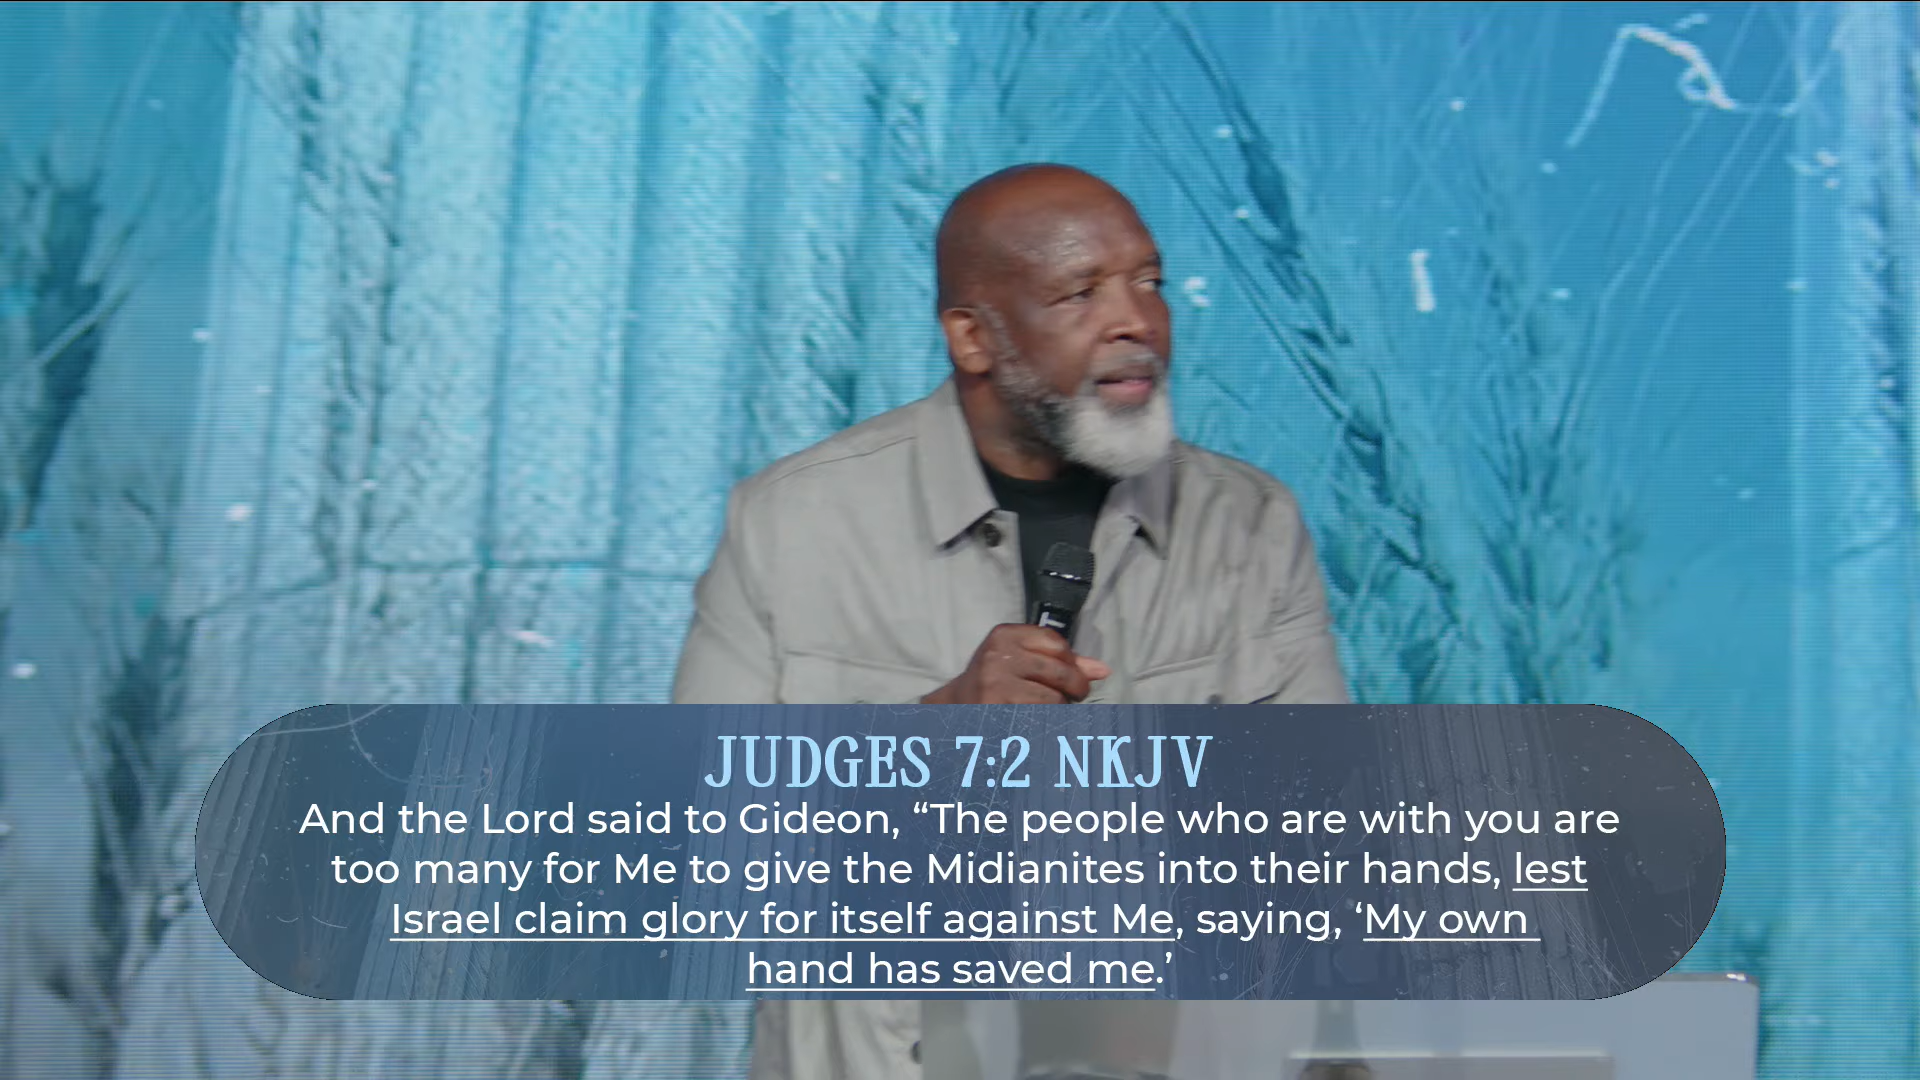 JUDGES 7:2 NKJV
And the Lord said to Gideon, “The people who are with you are
too many for Me to give the Midianites into their hands, lest
Israel claim glory for itself against Me, saying, ‘My own
hand has saved me.’